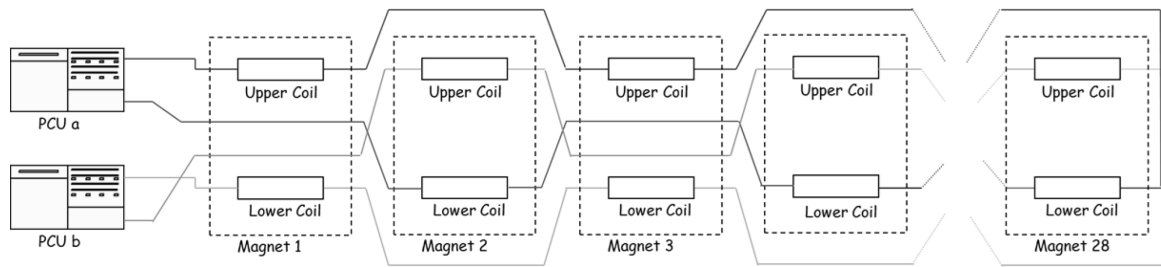 PCU a
PCU b
Upper Coil
Lower Coil
Magnet 1
Upper Coil
Lower Coil
Magnet 2
Upper Coil
Lower Coil
Magnet 3
Upper Coil
Lower Coil
Upper Coil
Lower Coil
Magnet 28